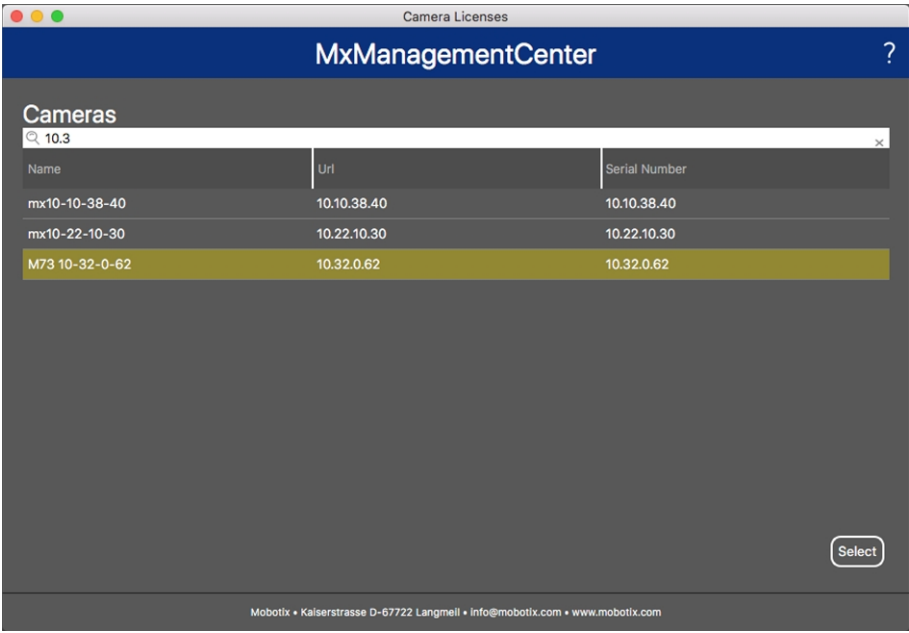 Camera Licenses
MxManagementCenter ?
Cameras
10.3 ×
Name Url Serial Number
mx10-10-38-40 10.10.38.40 10.10.38.40
mx10-22-10-30 10.22.10.30 10.22.10.30
M73 10-32-0-62 10.32.0.62 10.32.0.62
Select
Mobotix • Kaiserstrasse D-67722 Langmeil • info@mobotix.com • www.mobotix.com